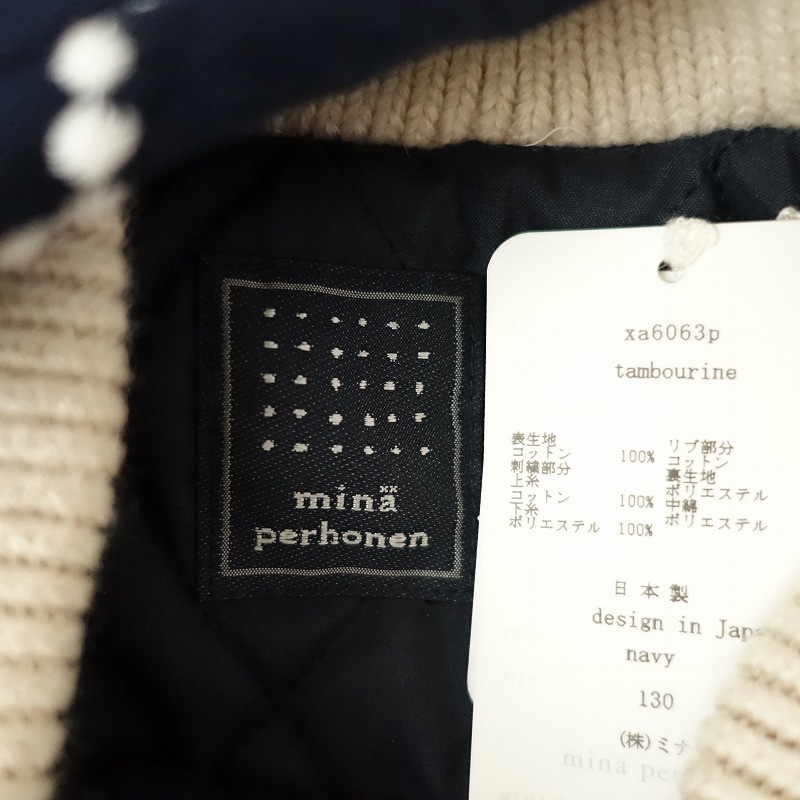 minä
perhonen
xa6063p
tambourine
表生地
コットン 100%
刺繍部分
上糸
コットン 100%
下糸
ポリエステル 100%
リブ部分
コットン
裏生地
ポリエステル
中綿
ポリエステル
日本製
design in Japa
navy
130
(株)ミナ
minä per